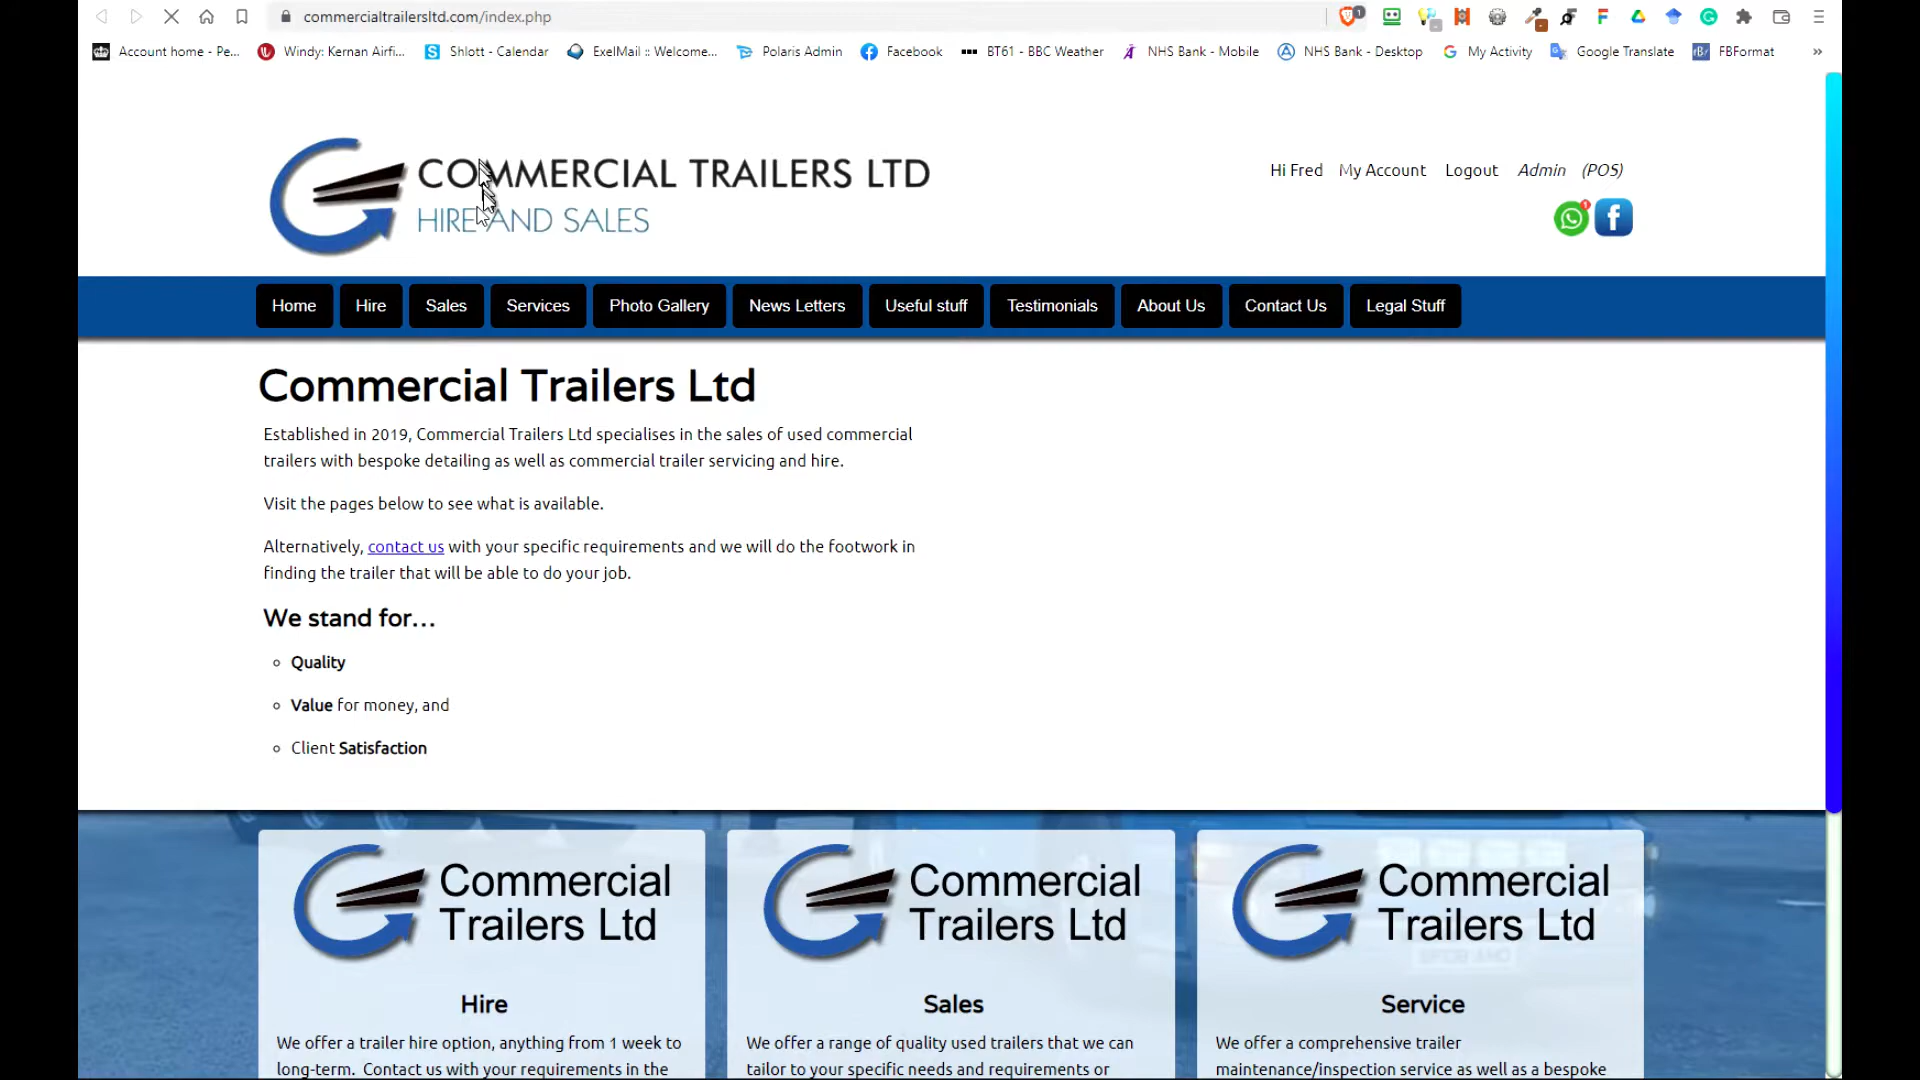 commercialtrailersltd.com/index.php
1
Account home - Pe... Windy: Kernan Airfi... Shlott - Calendar ExelMail :: Welcome... Polaris Admin Facebook BT61 - BBC Weather NHS Bank - Mobile NHS Bank - Desktop My Activity Google Translate FBFormat »
COMMERCIAL TRAILERS LTD
HIRE AND SALES
Hi Fred My Account Logout Admin (POS)
1
Home Hire Sales Services Photo Gallery News Letters Useful stuff Testimonials About Us Contact Us Legal Stuff
Commercial Trailers Ltd
Established in 2019, Commercial Trailers Ltd specialises in the sales of used commercial
trailers with bespoke detailing as well as commercial trailer servicing and hire.
Visit the pages below to see what is available.
Alternatively, contact us with your specific requirements and we will do the footwork in
finding the trailer that will be able to do your job.
We stand for...
Quality
Value for money, and
Client Satisfaction
Commercial
Trailers Ltd
Hire
We offer a trailer hire option, anything from 1 week to
long-term. Contact us with your requirements in the
Commercial
Trailers Ltd
Sales
We offer a range of quality used trailers that we can
tailor to your specific needs and requirements or
Commercial
Trailers Ltd
Service
We offer a comprehensive trailer
maintenance/inspection service as well as a bespoke